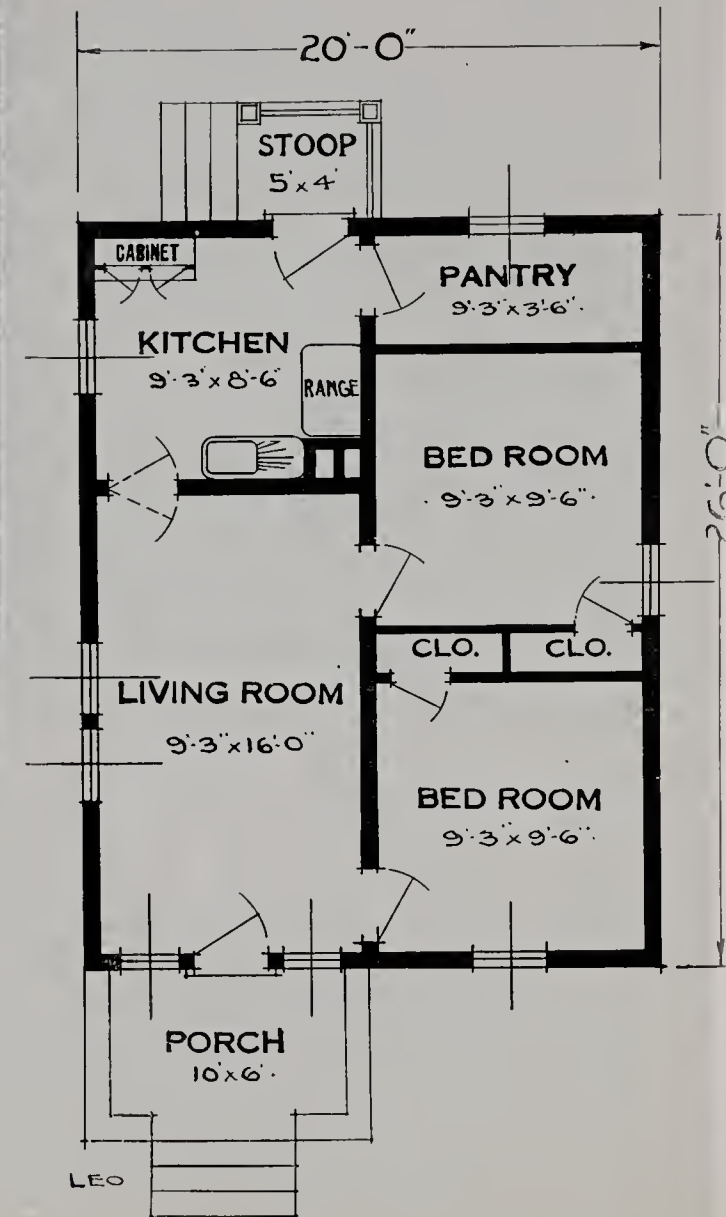 20'-0"
STOOP
5'x4'
CABINET
PANTRY
9'-3"x3'-6"
KITCHEN
9'-3"x8'-6"
RANGE
BED ROOM
9'-3"x9'-6"
26'-0"
CLO.
CLO.
LIVING ROOM
9'-3"x16'-0"
BED ROOM
9'-3"x9'-6"
PORCH
10'x6'
LEO